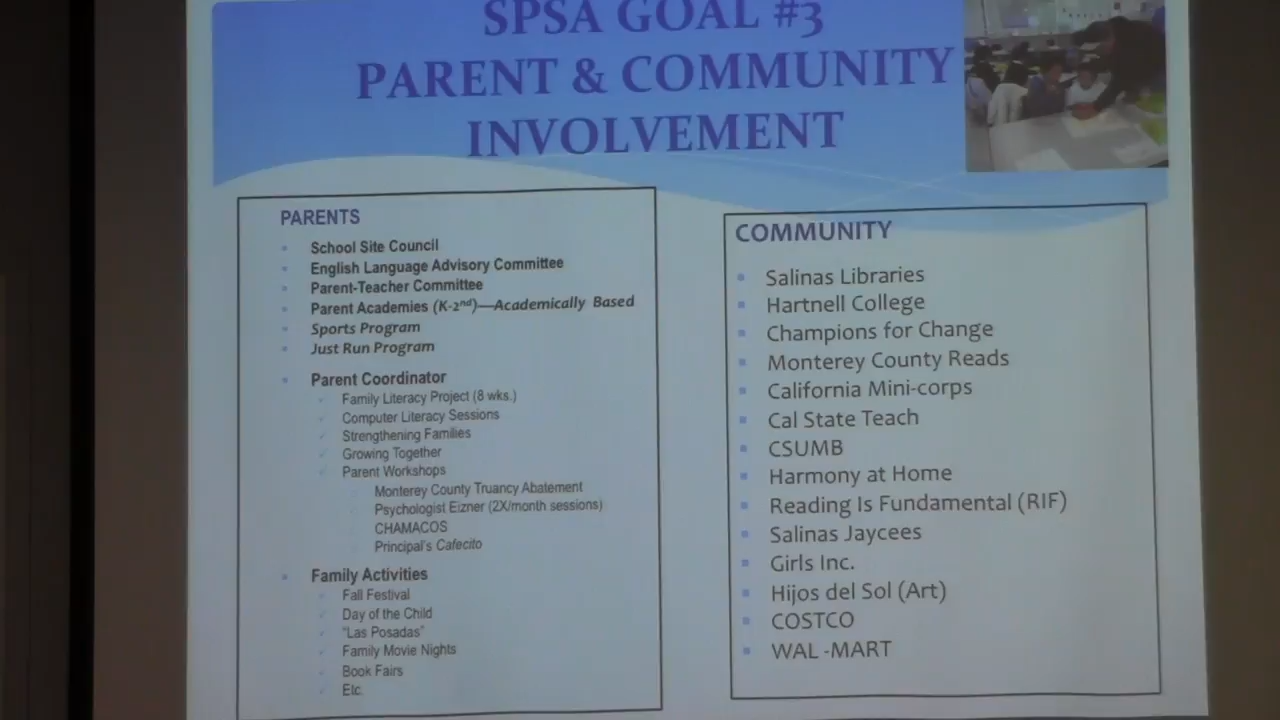 SPSA GOAL #3
PARENT & COMMUNITY
INVOLVEMENT
PARENTS
School Site Council
English Language Advisory Committee
Parent-Teacher Committee
Parent Academies (K-2nd)—Academically Based
Sports Program
Just Run Program
Parent Coordinator
Family Literacy Project (8 wks.)
Computer Literacy Sessions
Strengthening Families
Growing Together
Parent Workshops
Monterey County Truancy Abatement
Psychologist Eizner (2X/month sessions)
CHAMACOS
Principal's Cafecito
Family Activities
Fall Festival
Day of the Child
"Las Posadas"
Family Movie Nights
Book Fairs
Etc.
COMMUNITY
Salinas Libraries
Hartnell College
Champions for Change
Monterey County Reads
California Mini-corps
Cal State Teach
CSUMB
Harmony at Home
Reading Is Fundamental (RIF)
Salinas Jaycees
Girls Inc.
Hijos del Sol (Art)
COSTCO
WAL -MART